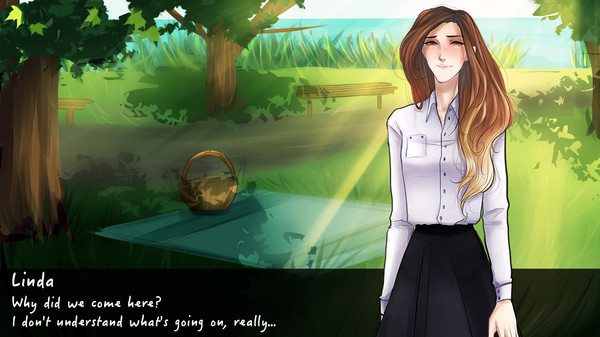 Linda
Why did we come here?
I don't understand what's going on, really...